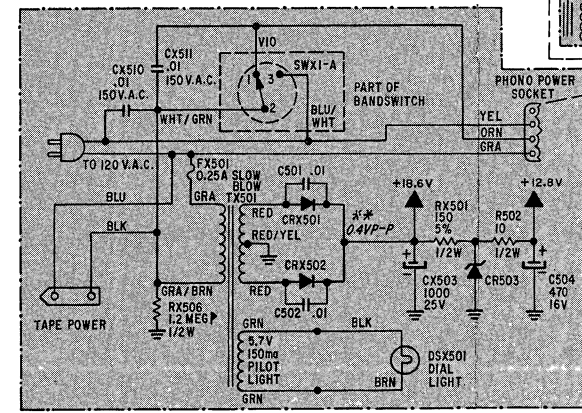 VIO
CX511
.01
150 V.A.C.
CX510
.01
150 V.A.C.
SWX1-A
1
3
2
PART OF
BANDSWITCH
BLU/
WHT
WHT/GRN
PHONO POWER
SOCKET
YEL
ORN
GRA
TO 120 V.A.C.
FX501
0.25A SLOW
BLOW
TX501
C501 .01
GRA
BLU
BLK
RED
CRX501
RED/YEL
**
0.4VP-P
CRX502
RED
C502 .01
+18.6V
RX501
150
5%
1/2W
R502
10
1/2W
+12.8V
+
CX503
1000
25V
CR503
+
C504
470
16V
GRA/BRN
RX506
1.2 MEG
1/2W
TAPE POWER
GRN
BLK
5.7V
150ma
PILOT
LIGHT
GRN
BRN
DSX501
DIAL
LIGHT